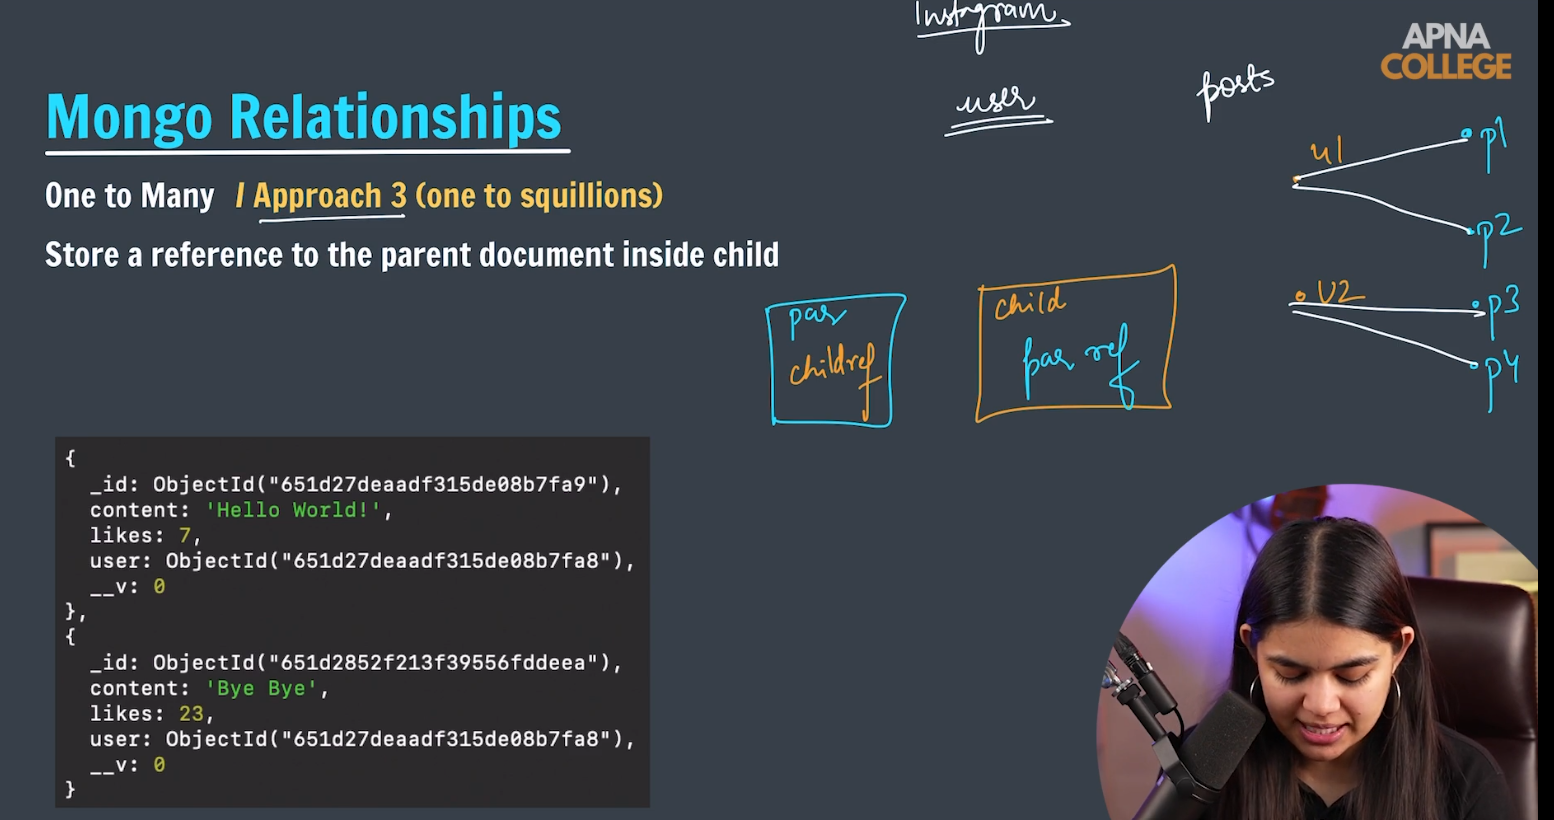 Instagram
APNA
COLLEGE
user
posts
Mongo Relationships
One to Many / Approach 3 (one to squillions)
Store a reference to the parent document inside child
u1
p1
p2
U2
p3
p4
par
childref
child
par ref
{
_id: ObjectId("651d27deaadf315de08b7fa9"),
content: 'Hello World!',
likes: 7,
user: ObjectId("651d27deaadf315de08b7fa8"),
__v: 0
},
{
_id: ObjectId("651d2852f213f39556fddeea"),
content: 'Bye Bye',
likes: 23,
user: ObjectId("651d27deaadf315de08b7fa8"),
__v: 0
}